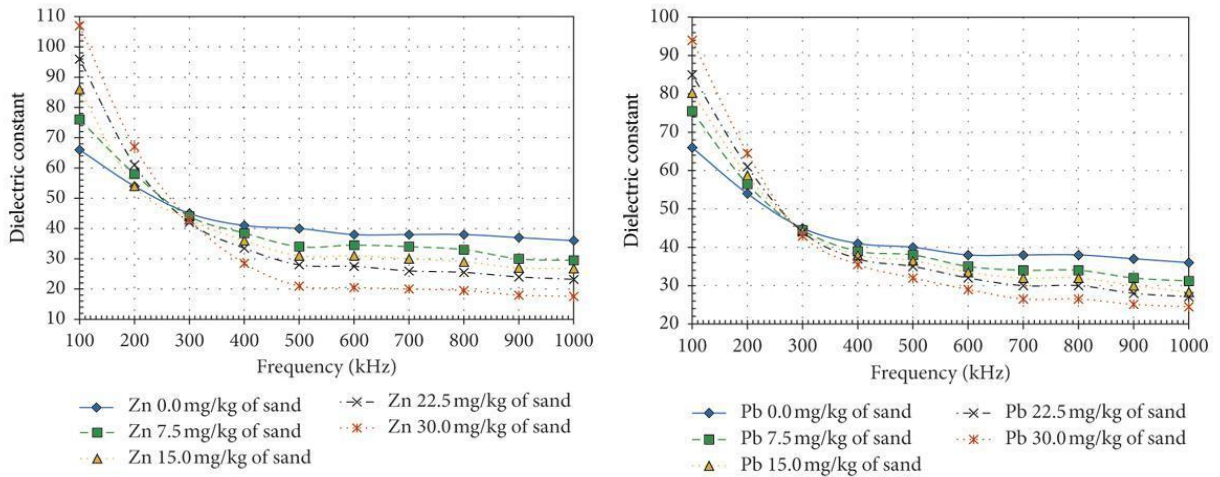 110
100
90
80
70
60
50
40
30
20
10
Dielectric constant
100 200 300 400 500 600 700 800 900 1000
Frequency (kHz)
Zn 0.0 mg/kg of sand
Zn 7.5 mg/kg of sand
Zn 15.0 mg/kg of sand
Zn 22.5 mg/kg of sand
Zn 30.0 mg/kg of sand
100
90
80
70
60
50
40
30
20
Dielectric constant
100 200 300 400 500 600 700 800 900 1000
Frequency (kHz)
Pb 0.0 mg/kg of sand
Pb 7.5 mg/kg of sand
Pb 15.0 mg/kg of sand
Pb 22.5 mg/kg of sand
Pb 30.0 mg/kg of sand